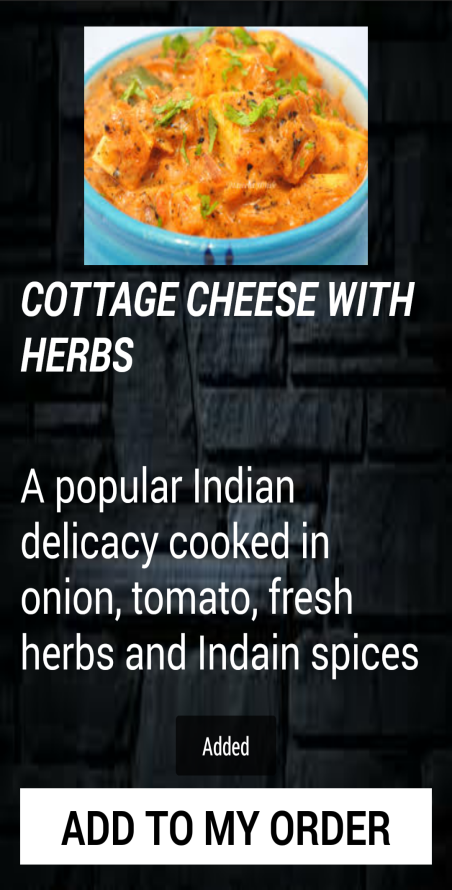 COTTAGE CHEESE WITH
HERBS
A popular Indian
delicacy cooked in
onion, tomato, fresh
herbs and Indain spices
Added
ADD TO MY ORDER